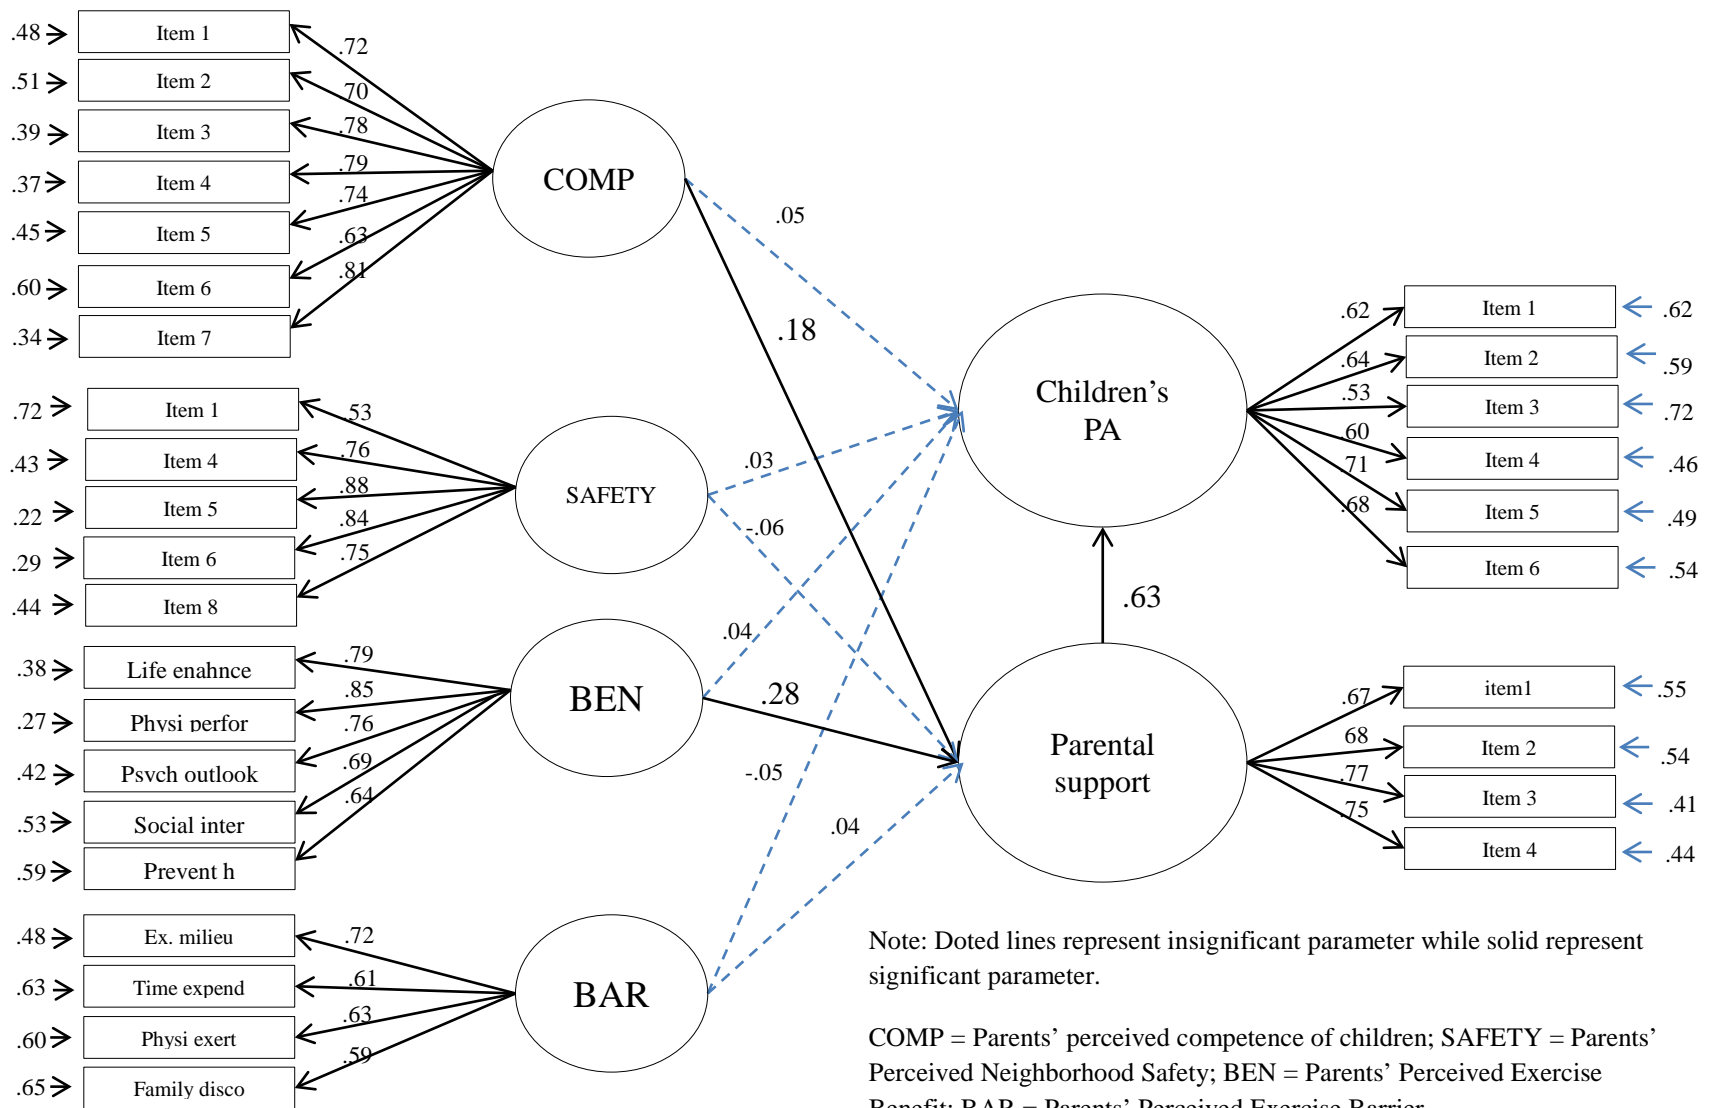 .48 Item 1 .72
.51 Item 2 .70
.39 Item 3 .78
.37 Item 4 .79
.45 Item 5 .74
.60 Item 6 .63
.34 Item 7 .81
COMP
.05
.18
.72 Item 1 .53
.43 Item 4 .76
.22 Item 5 .88
.29 Item 6 .84
.44 Item 8 .75
SAFETY
.03
-.06
.38 Life enahnce .79
.27 Physi perfor .85
.42 Psych outlook .76
.53 Social inter .69
.59 Prevent h .64
BEN
.04
.28
.48 Ex. milieu .72
.63 Time expend .61
.60 Physi exert .63
.65 Family disco .59
BAR
-.05
.04
Children's
PA
.62 Item 1 .62
.64 Item 2 .59
.53 Item 3 .72
.60 Item 4 .46
.71 Item 5 .49
.68 Item 6 .54
.63
Parental
support
.67 item1 .55
68 Item 2 .54
.77 Item 3 .41
.75 Item 4 .44
Note: Doted lines represent insignificant parameter while solid represent
significant parameter.
COMP = Parents' perceived competence of children; SAFETY = Parents'
Perceived Neighborhood Safety; BEN = Parents' Perceived Exercise
Benefit; BAR = Parents' Perceived Exercise Barrier